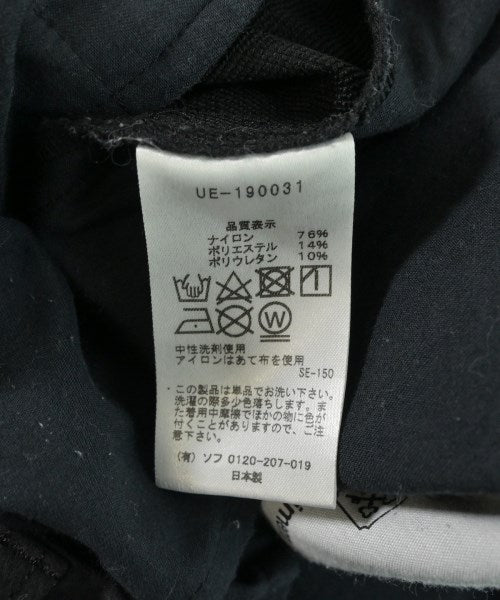 UE-190031
品質表示
ナイロン 76%
ポリエステル 14%
ポリウレタン 10%
W
中性洗剤使用
アイロンはあて布を使用
SE-150
・この製品は単品でお洗い下さい。
洗濯の際多少色落ちします。ま
た着用中摩擦でほかの物に色が
付くことがありますので、ご注
意下さい。
(有) ソフ 0120-207-019
日本製